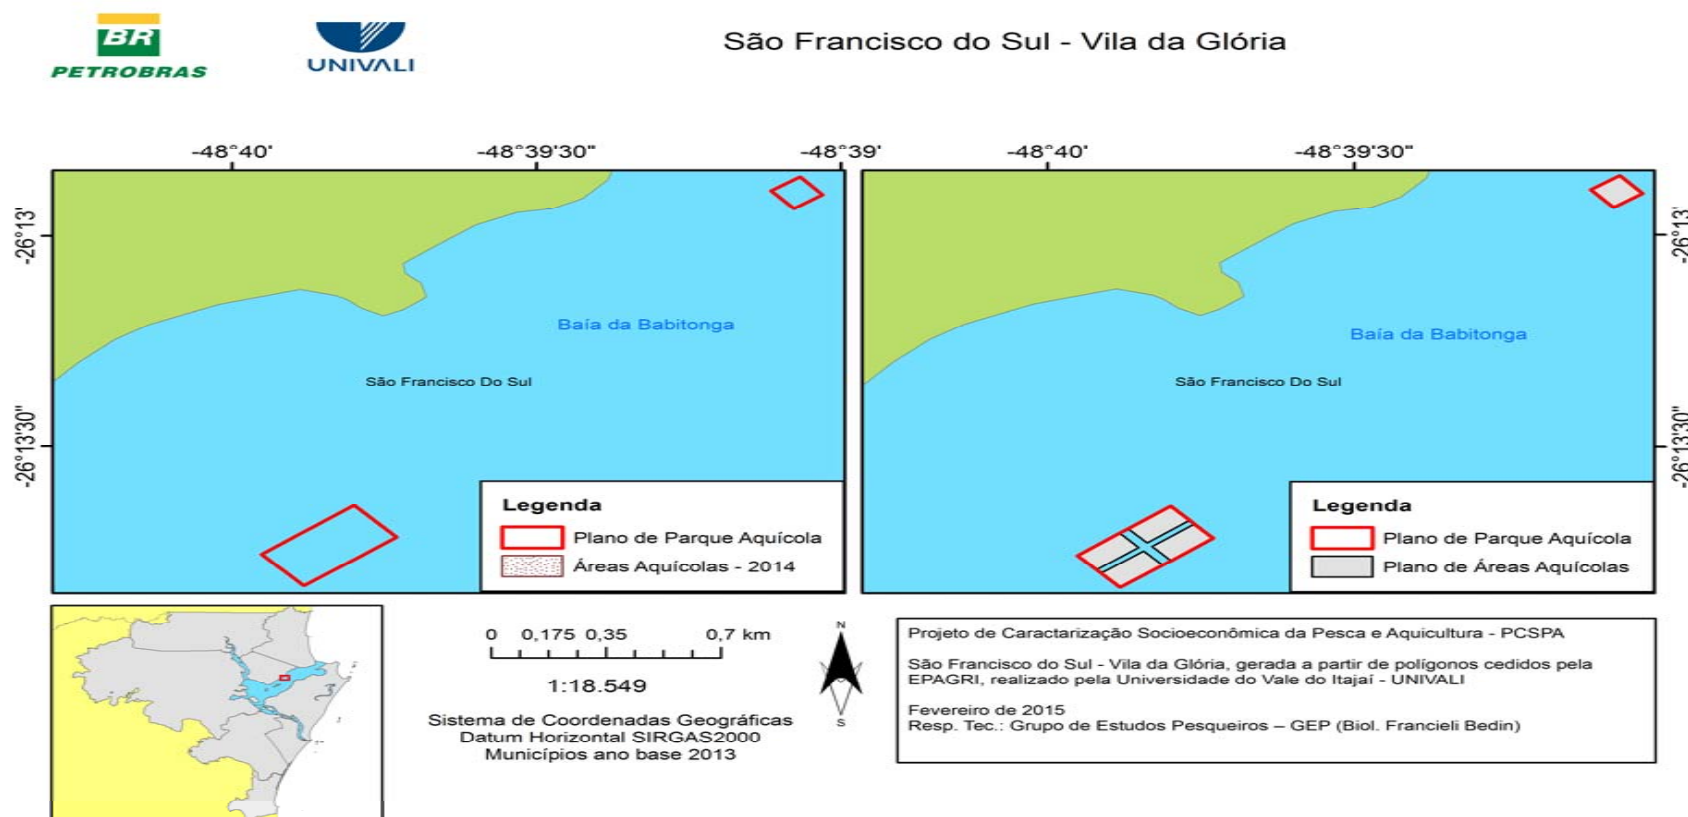 BR
PETROBRAS
UNIVALI
São Francisco do Sul - Vila da Glória
-48°40'
-48°39'30"
-48°39'
-48°40'
-48°39'30"
-26°13'
-26°13'30"
Baía da Babitonga
São Francisco Do Sul
Legenda
Plano de Parque Aquícola
Áreas Aquícolas - 2014
Baía da Babitonga
São Francisco Do Sul
Legenda
Plano de Parque Aquícola
Plano de Áreas Aquícolas
-26°13'
-26°13'30"
0 0,175 0,35 0,7 km
1:18.549
Sistema de Coordenadas Geográficas
Datum Horizontal SIRGAS2000
Municípios ano base 2013
N
S
Projeto de Caractarização Socioeconômica da Pesca e Aquicultura - PCSPA
São Francisco do Sul - Vila da Glória, gerada a partir de polígonos cedidos pela
EPAGRI, realizado pela Universidade do Vale do Itajaí - UNIVALI
Fevereiro de 2015
Resp. Tec.: Grupo de Estudos Pesqueiros – GEP (Biol. Francieli Bedin)